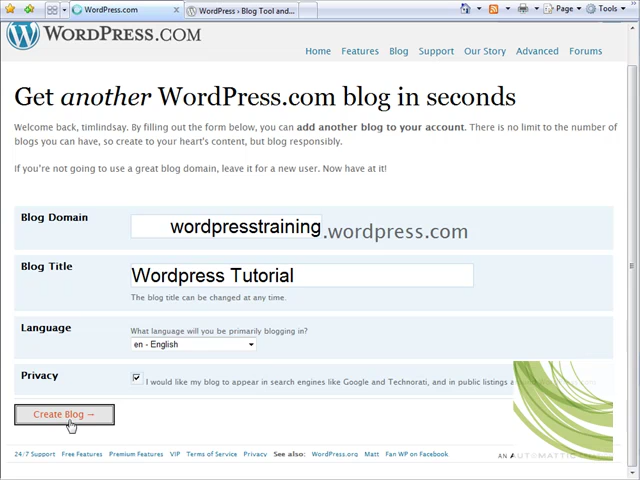 WordPress.com
WordPress › Blog Tool and...
Page
Tools
WORDPRESS.COM
Home Features Blog Support Our Story Advanced Forums
Get another WordPress.com blog in seconds
Welcome back, timlindsay. By filling out the form below, you can add another blog to your account. There is no limit to the number of
blogs you can have, so create to your heart's content, but blog responsibly.
If you're not going to use a great blog domain, leave it for a new user. Now have at it!
Blog Domain
wordpresstraining.wordpress.com
Blog Title
Wordpress Tutorial
The blog title can be changed at any time.
Language
What language will you be primarily blogging in?
en - English
Privacy
I would like my blog to appear in search engines like Google and Technorati, and in public listings
Create Blog →
24/7 Support Free Features Premium Features VIP Terms of Service Privacy See also: WordPress.org Matt Fan WP on Facebook
AN AUTOMATTIC